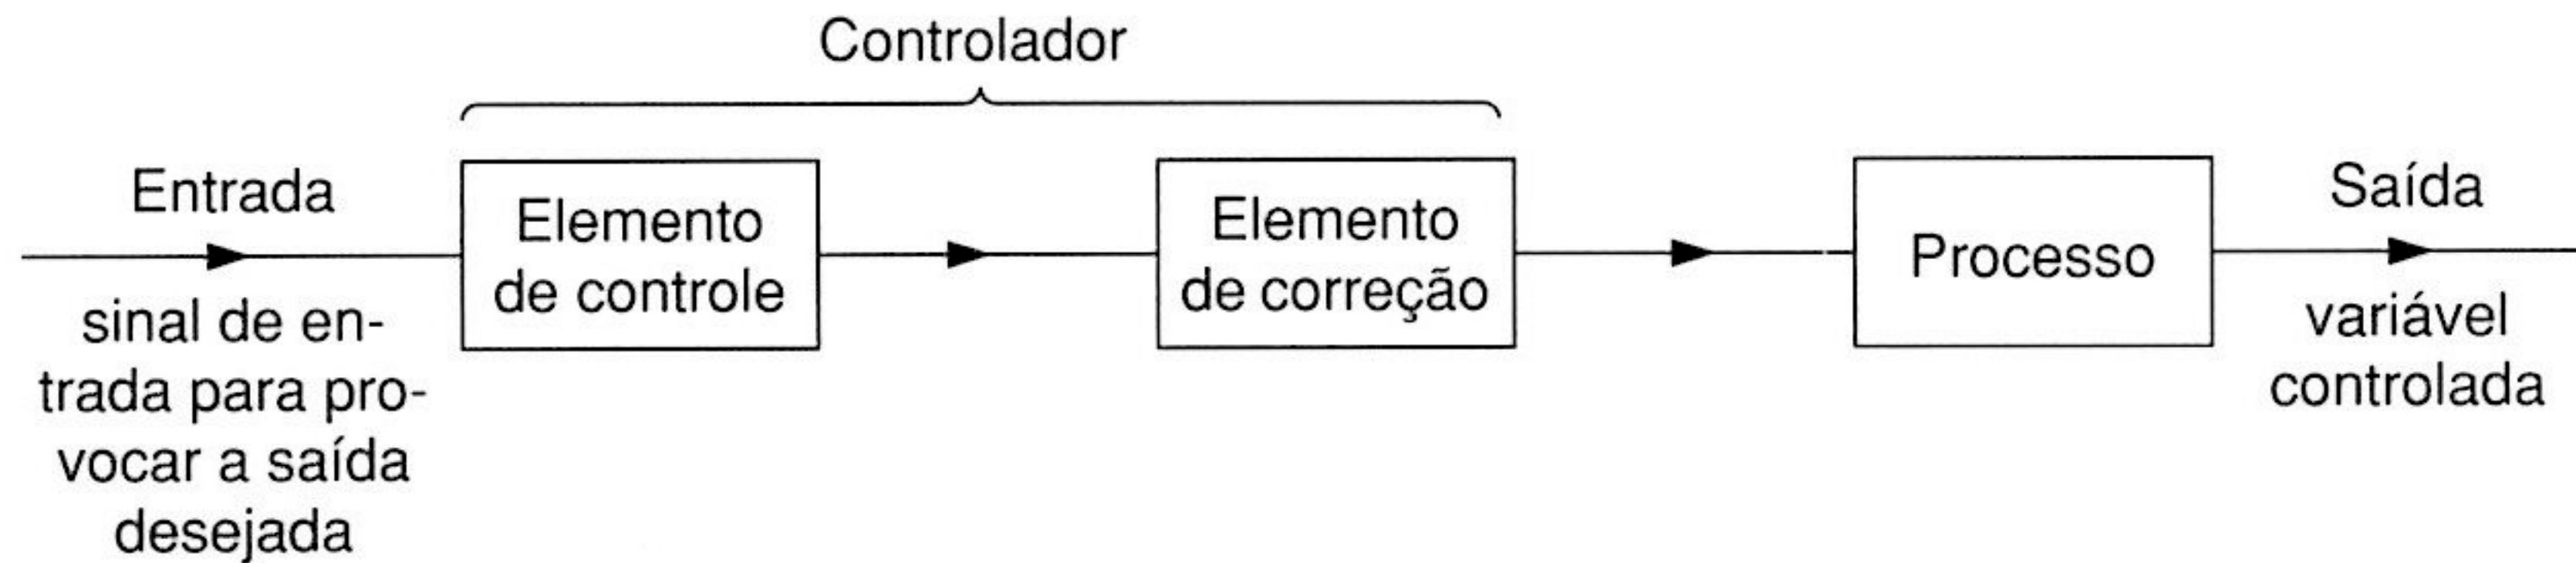 Controlador
Entrada
sinal de en-
trada para pro-
vocar a saída
desejada
Elemento
de controle
Elemento
de correção
Processo
Saída
variável
controlada